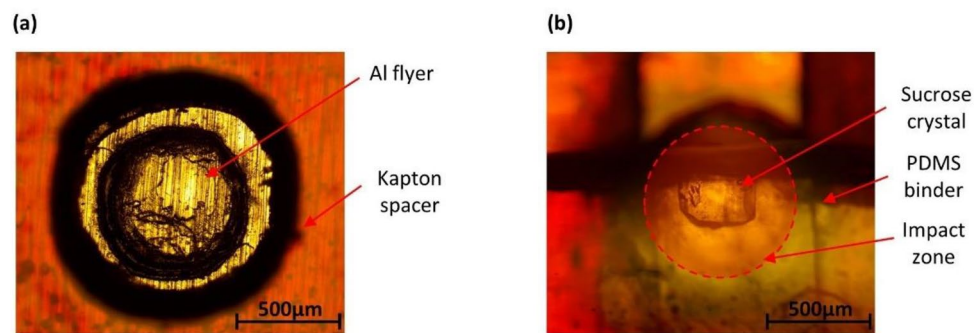 (a)
Al flyer
Kapton
spacer
500μm
(b)
Sucrose
crystal
PDMS
binder
Impact
zone
500μm